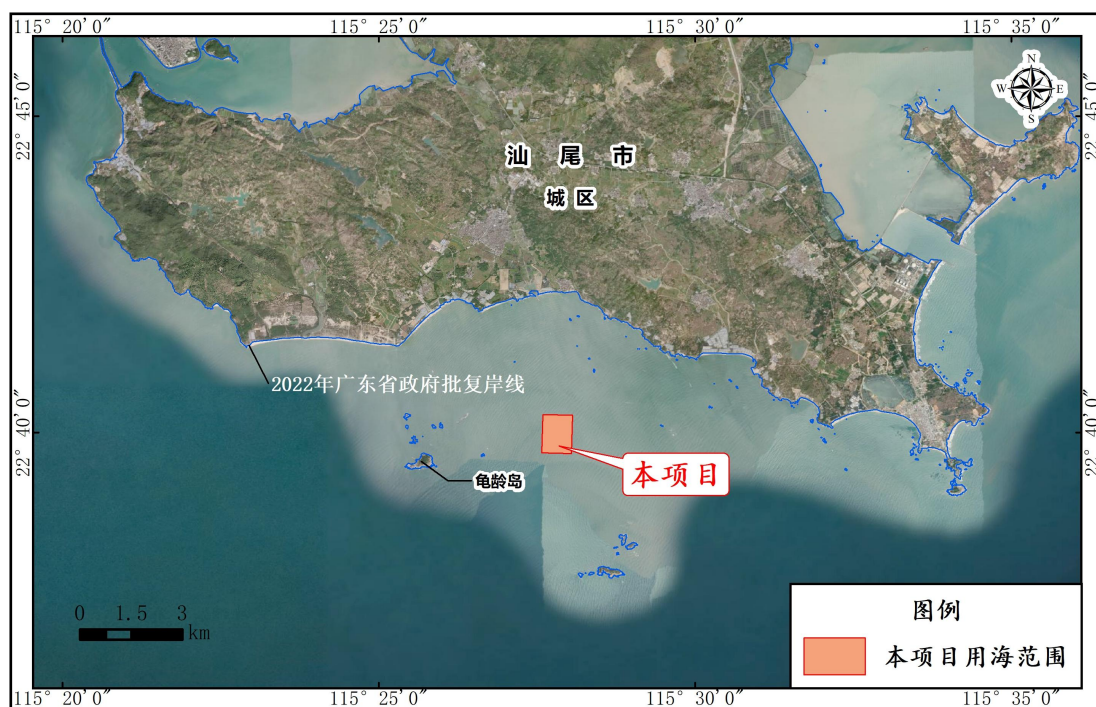 115° 20′ 0″
115° 25′ 0″
115° 30′ 0″
115° 35′ 0″
22° 45′ 0″
22° 45′ 0″
N
W
E
S
汕尾市
城区
2022年广东省政府批复岸线
22° 40′ 0″
22° 40′ 0″
本项目
龟龄岛
0 1.5 3
km
图例
本项目用海范围
115° 20′ 0″
115° 25′ 0″
115° 30′ 0″
115° 35′ 0″